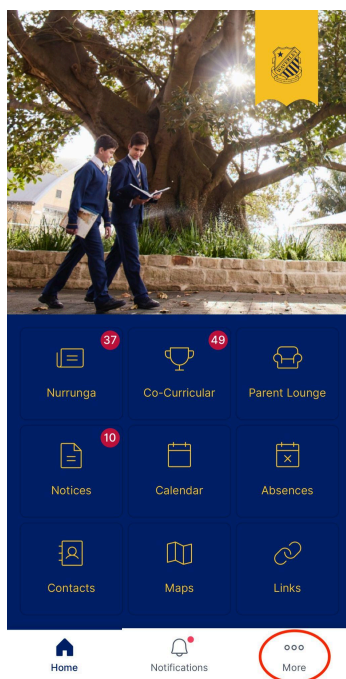 37
49
Nurrunga
Co-Curricular
Parent Lounge
10
Notices
Calendar
Absences
Contacts
Maps
Links
Home
Notifications
More